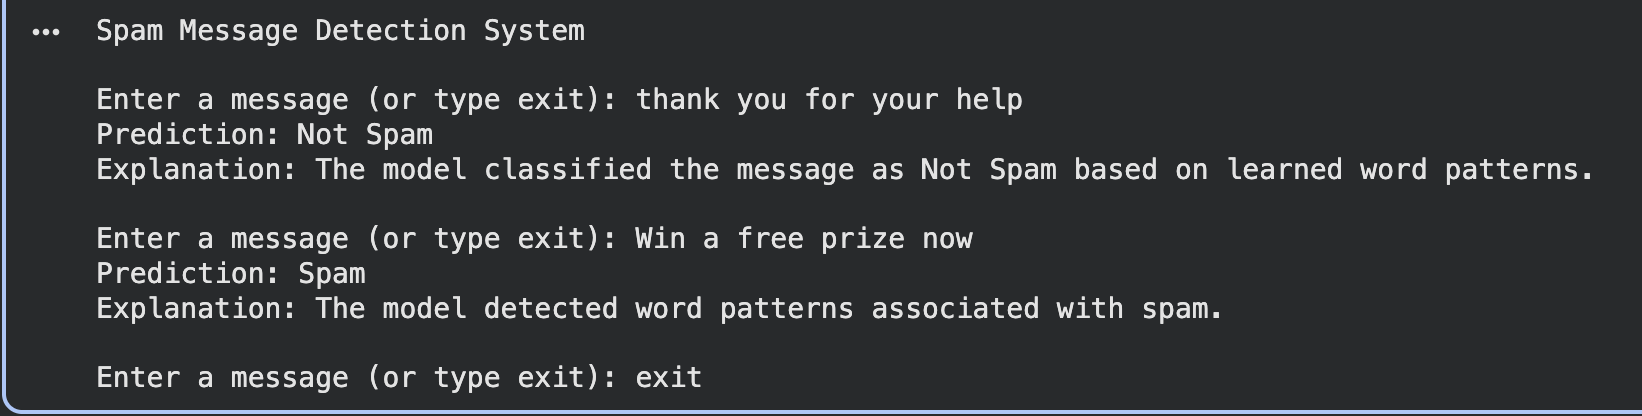 Spam Message Detection System
Enter a message (or type exit): thank you for your help
Prediction: Not Spam
Explanation: The model classified the message as Not Spam based on learned word patterns.
Enter a message (or type exit): Win a free prize now
Prediction: Spam
Explanation: The model detected word patterns associated with spam.
Enter a message (or type exit): exit